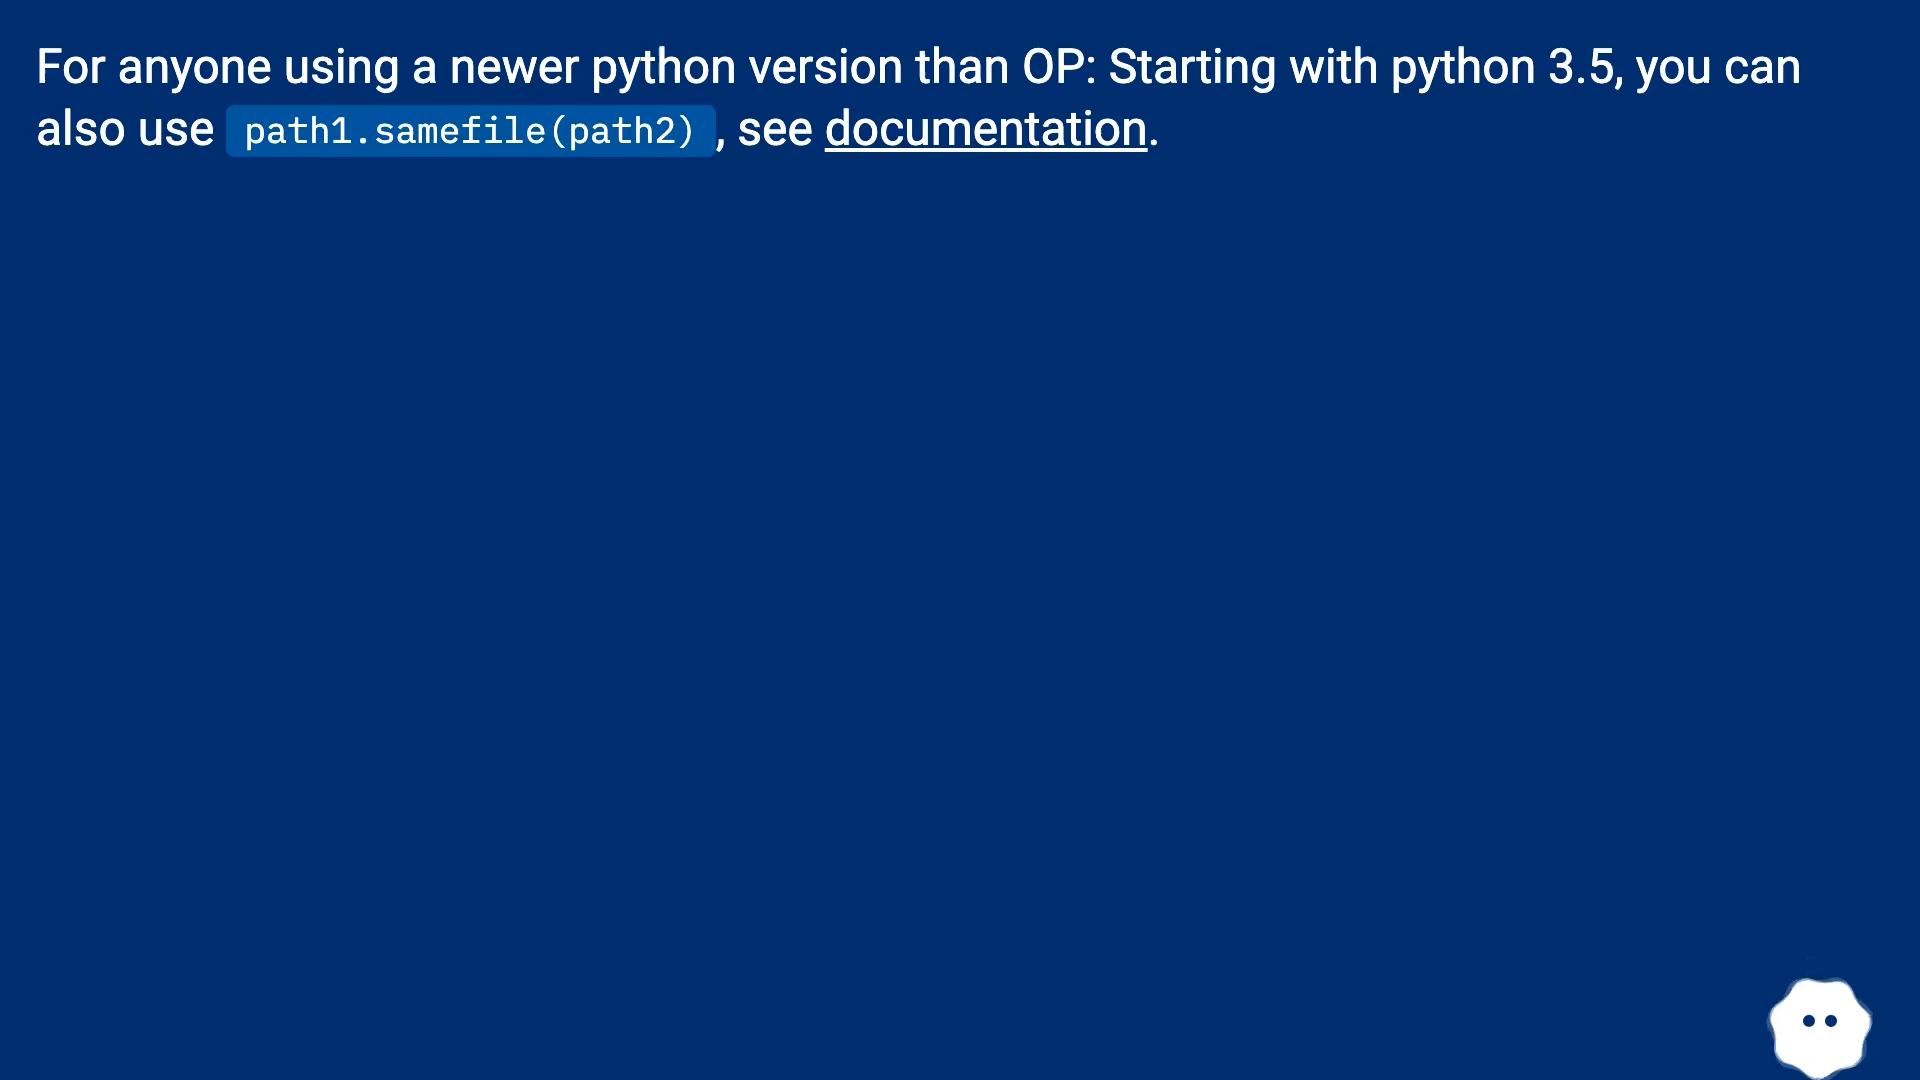 For anyone using a newer python version than OP: Starting with python 3.5, you can
also use path1.samefile(path2) , see documentation.